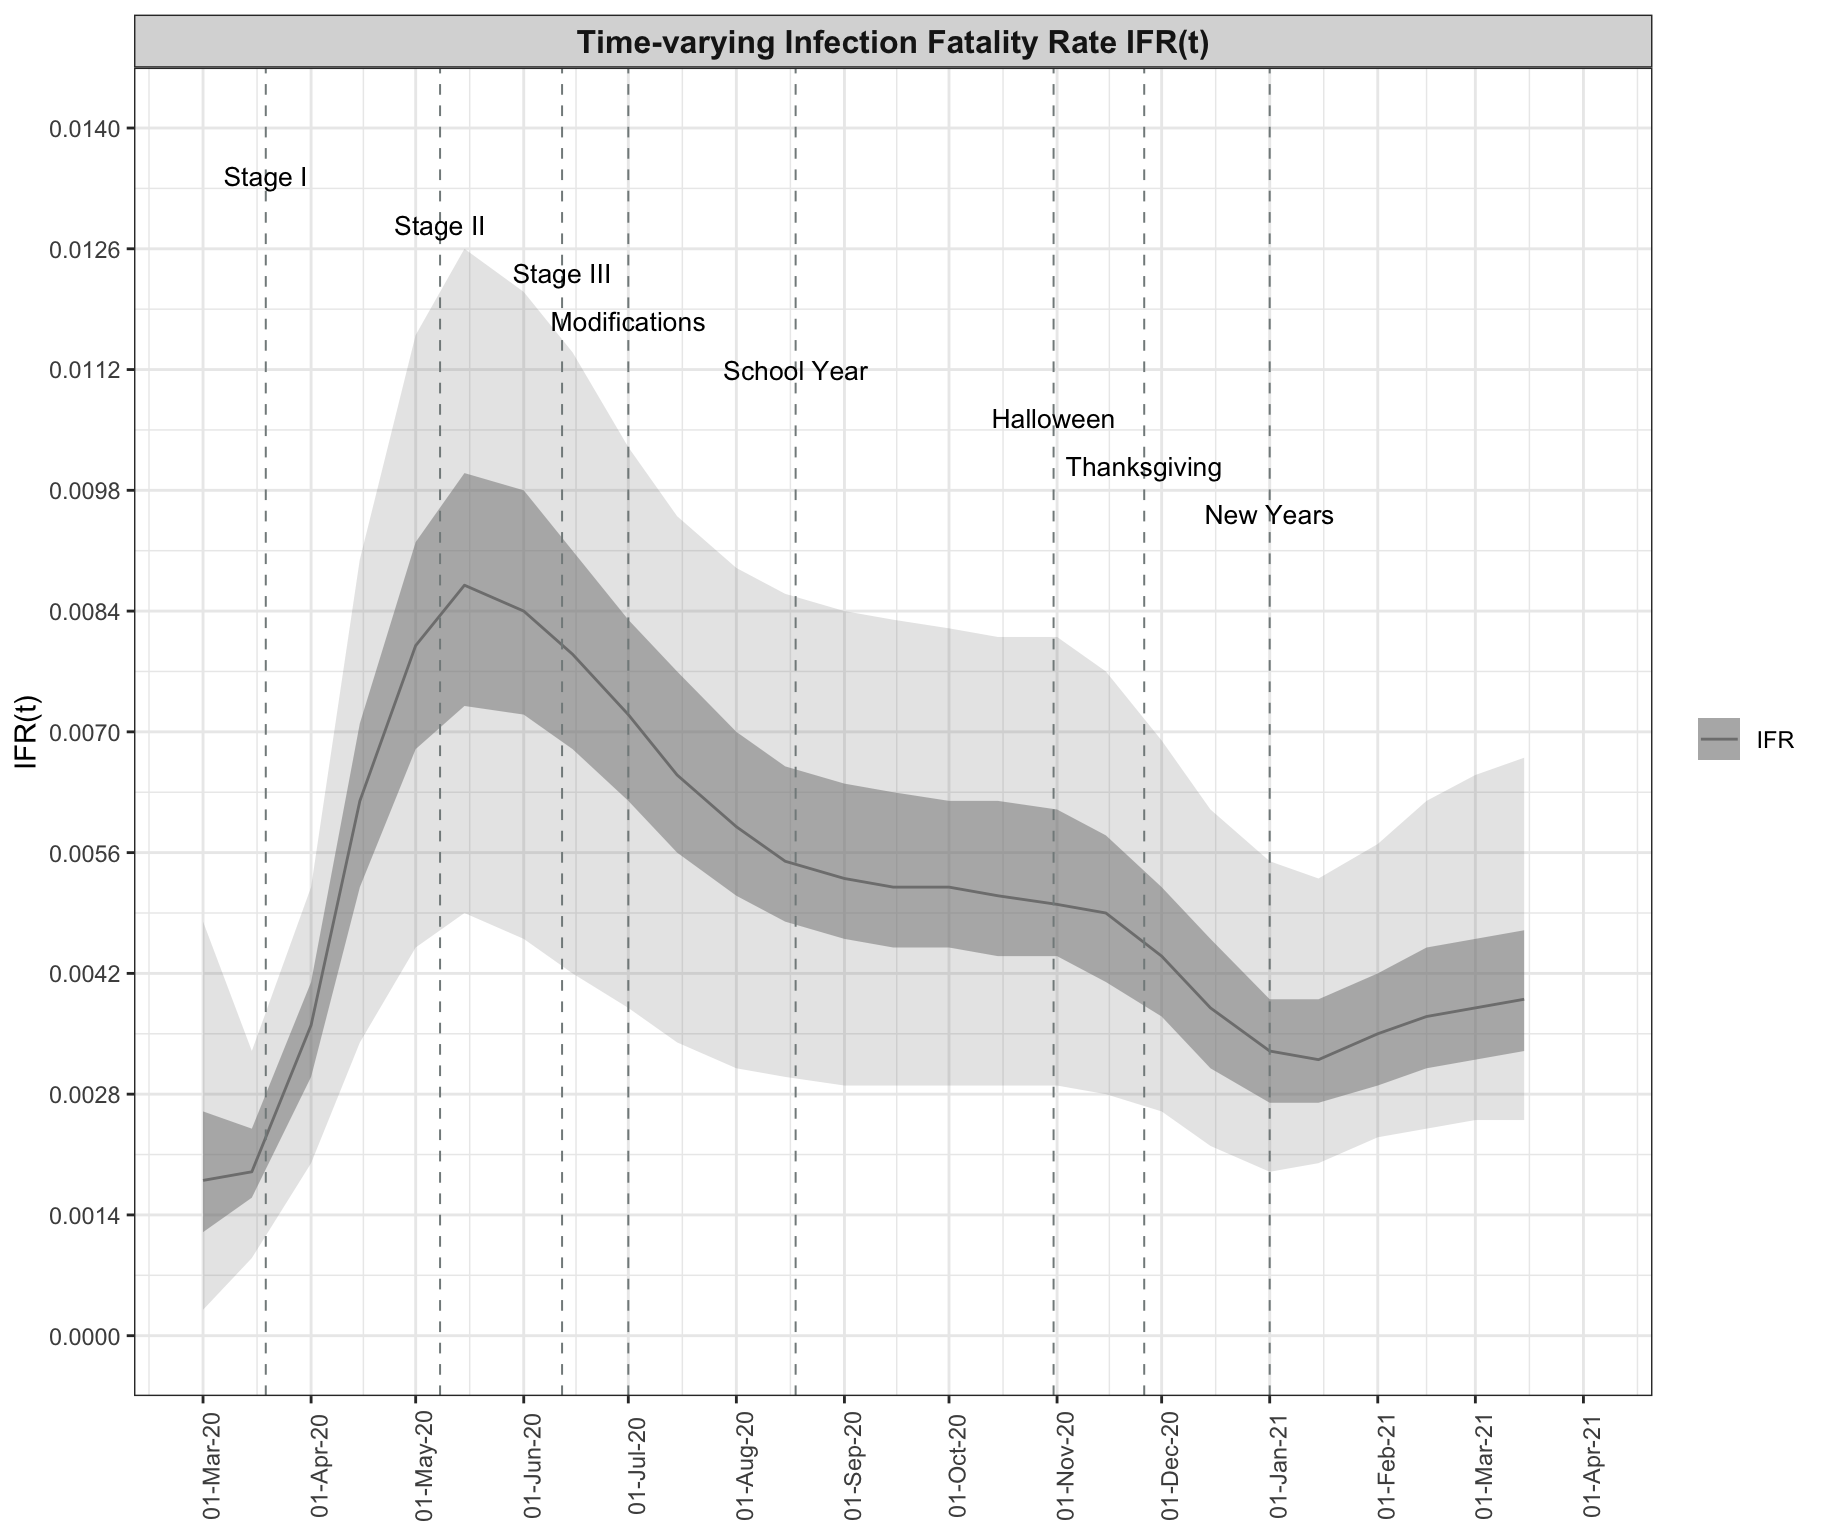 Time-varying Infection Fatality Rate IFR(t)
0.0140
Stage I
Stage II
0.0126
Stage III
Modifications
0.0112
School Year
Halloween
Thanksgiving
0.0098
New Years
0.0084
IFR(t)
0.0070
IFR
0.0056
0.0042
0.0028
0.0014
0.0000
01-Mar-20
01-Apr-20
01-May-20
01-Jun-20
01-Jul-20
01-Aug-20
01-Sep-20
01-Oct-20
01-Nov-20
01-Dec-20
01-Jan-21
01-Feb-21
01-Mar-21
01-Apr-21